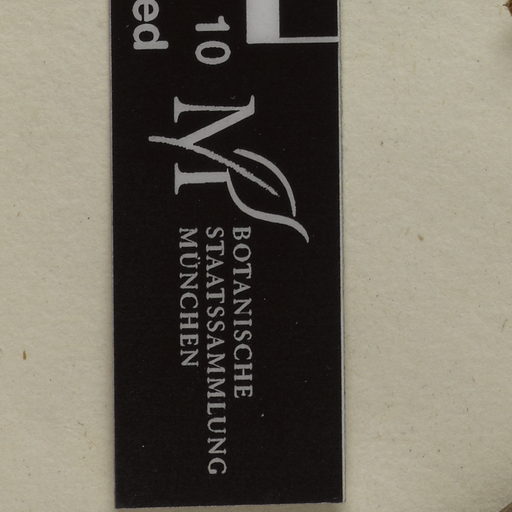 10
ed
BOTANISCHE
STAATSSAMMLUNG
MÜNCHEN